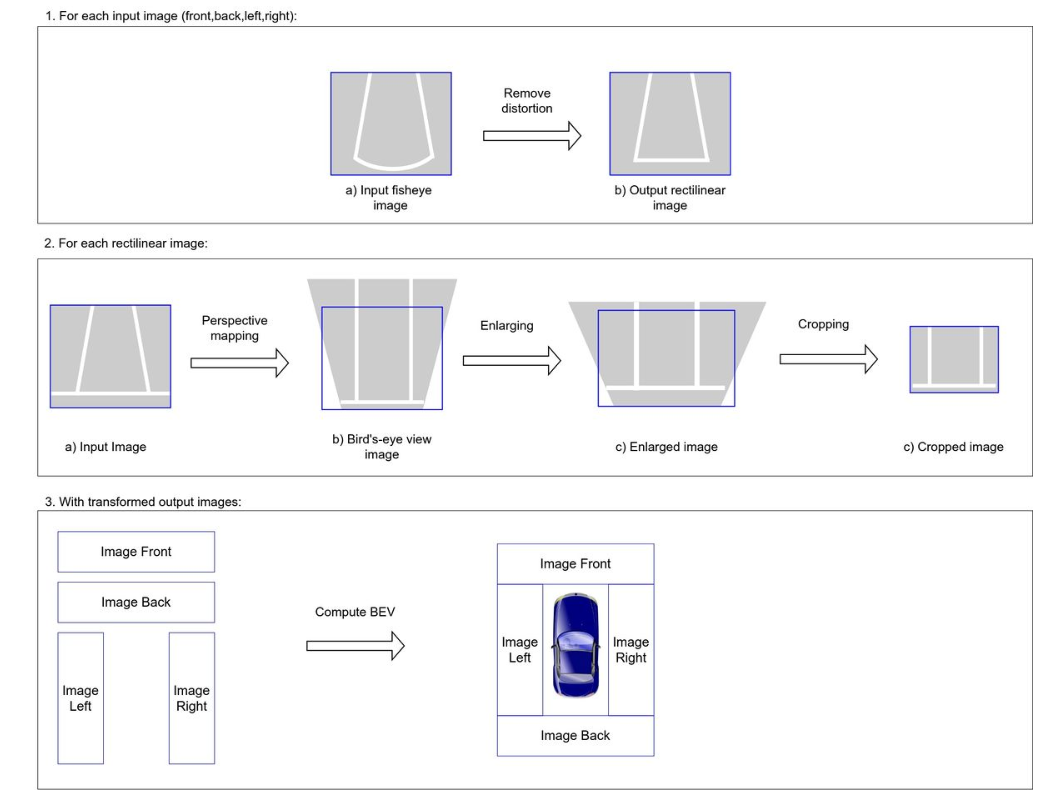 1. For each input image (front,back,left,right):
Remove
distortion
a) Input fisheye
image
b) Output rectilinear
image
2. For each rectilinear image:
Perspective
mapping
Enlarging
Cropping
a) Input Image
b) Bird's-eye view
image
c) Enlarged image
c) Cropped image
3. With transformed output images:
Image Front
Image Back
Image
Left
Image
Right
Compute BEV
Image Front
Image
Left
Image
Right
Image Back